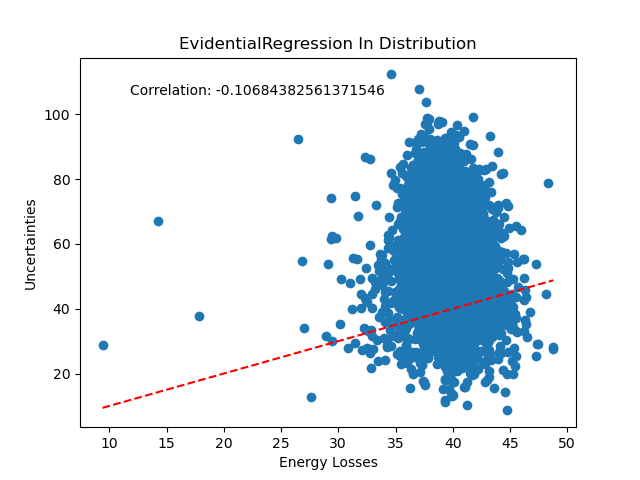 EvidentialRegression In Distribution
Correlation: -0.10684382561371546
Uncertainties
100
80
60
40
20
10 15 20 25 30 35 40 45 50
Energy Losses